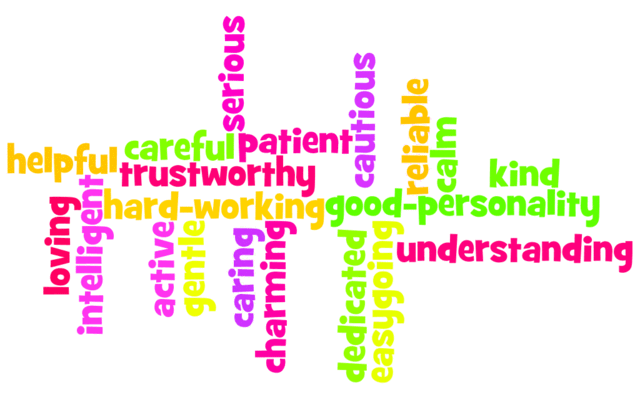 serious
cautious
reliable
calm
careful
patient
helpful
trustworthy
kind
hard-working
good-personality
loving
intelligent
active
gentle
caring
charming
dedicated
easygoing
understanding